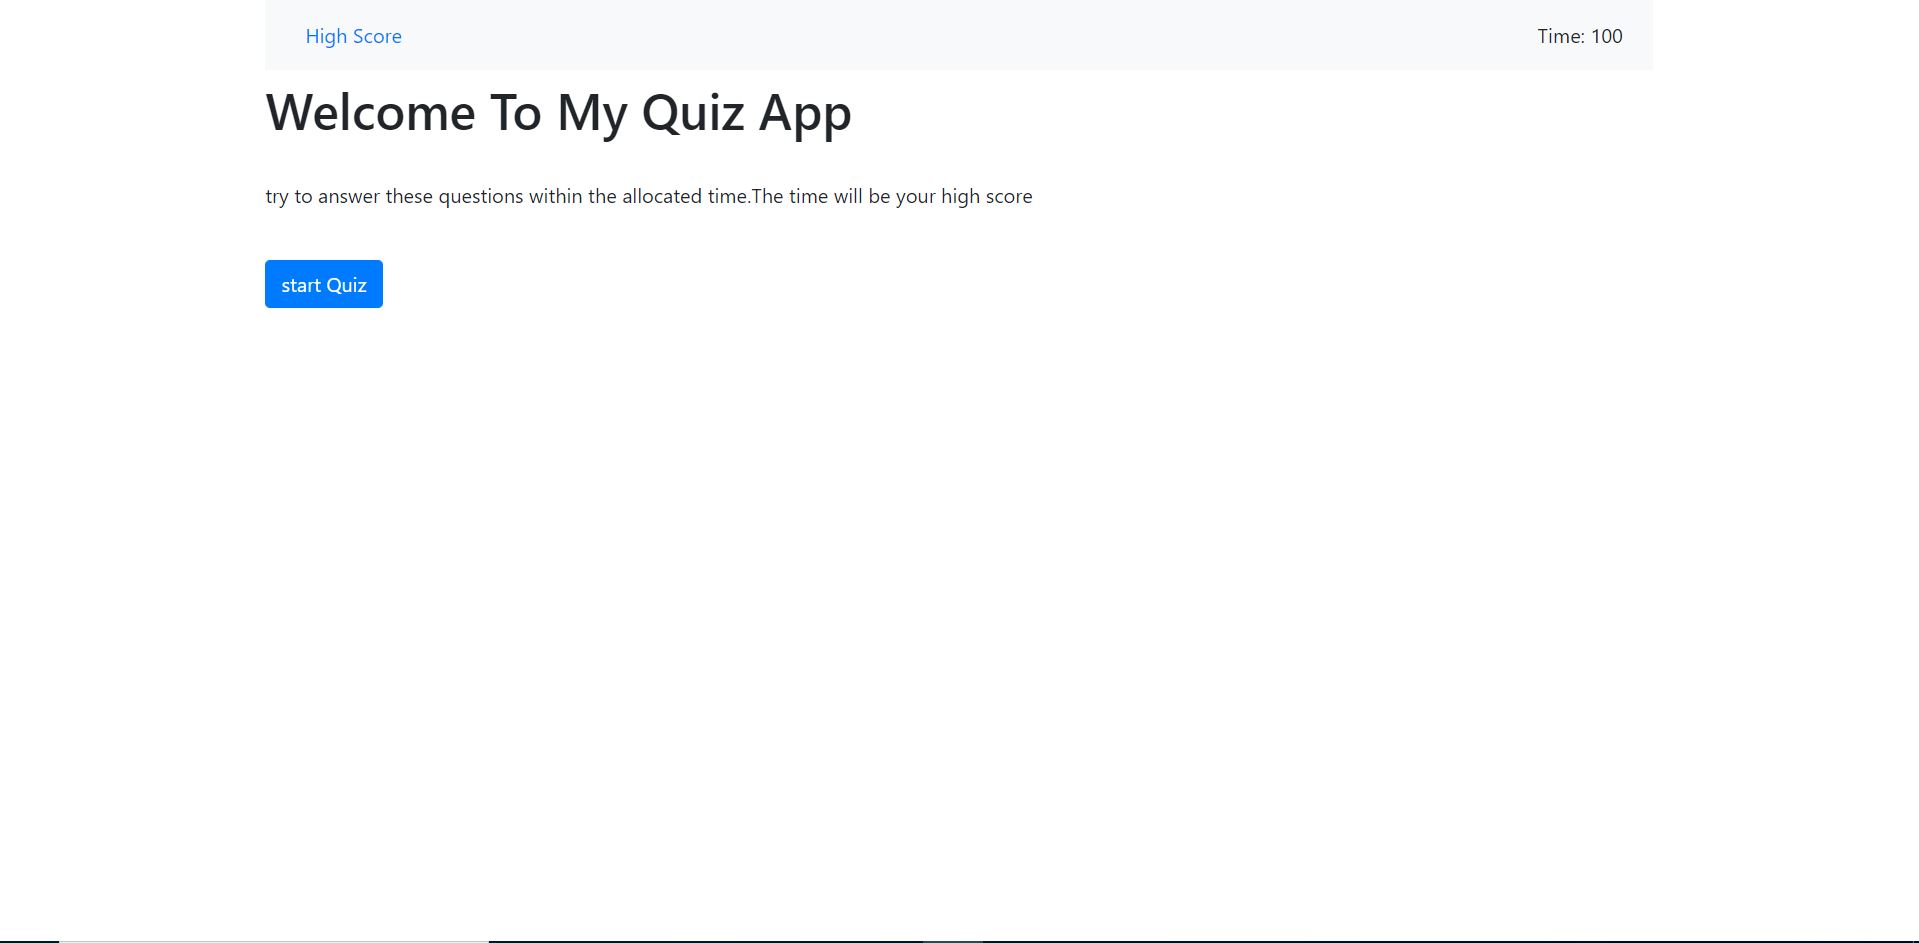 High Score
Time: 100
Welcome To My Quiz App
try to answer these questions within the allocated time.The time will be your high score
start Quiz